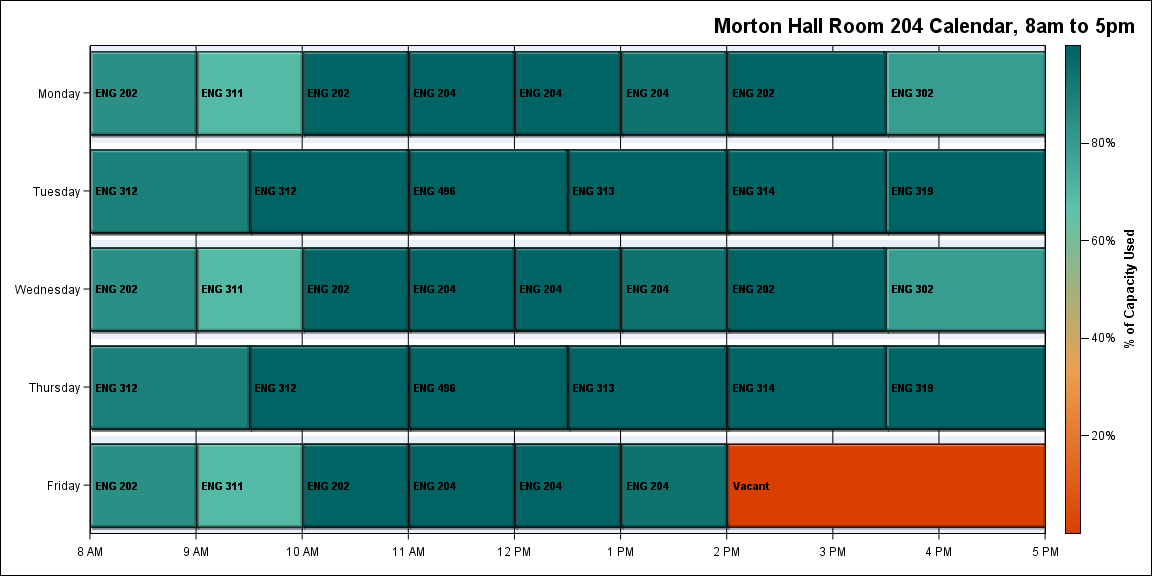 Morton Hall Room 204 Calendar, 8am to 5pm
Monday
ENG 202
ENG 311
ENG 202
ENG 204
ENG 204
ENG 204
ENG 202
ENG 302
Tuesday
ENG 312
ENG 312
ENG 496
ENG 313
ENG 314
ENG 319
Wednesday
ENG 202
ENG 311
ENG 202
ENG 204
ENG 204
ENG 204
ENG 202
ENG 302
Thursday
ENG 312
ENG 312
ENG 496
ENG 313
ENG 314
ENG 319
Friday
ENG 202
ENG 311
ENG 202
ENG 204
ENG 204
ENG 204
Vacant
8 AM
9 AM
10 AM
11 AM
12 PM
1 PM
2 PM
3 PM
4 PM
5 PM
80%
60%
40%
20%
% of Capacity Used